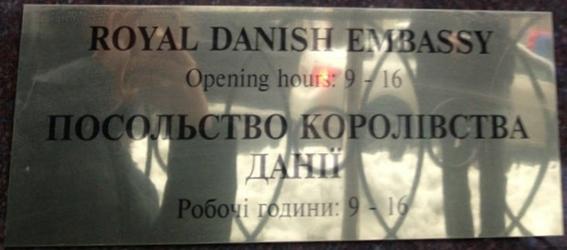 ROYAL DANISH EMBASSY
Opening hours: 9 - 16
ПОСОЛЬСТВО КОРОЛІВСТВА
ДАНІЇ
Робочі години: 9 - 16